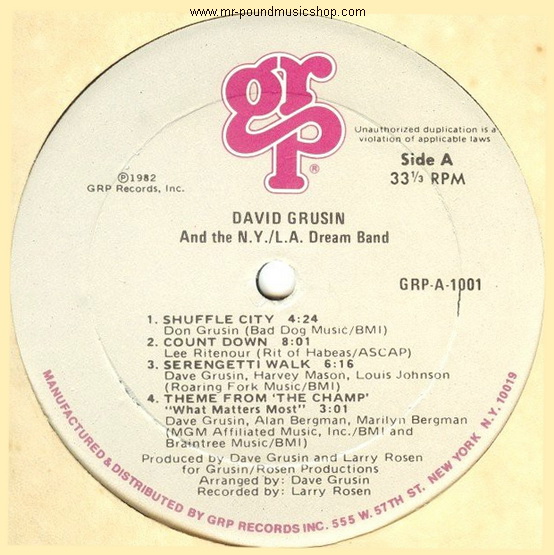 www.mr-poundmusicshop.com
grp®
Unauthorized duplication is a
violation of applicable laws
Side A
33⅓ RPM
Ⓟ1982
GRP Records, Inc.
DAVID GRUSIN
And the N.Y./L.A. Dream Band
GRP-A-1001
1. SHUFFLE CITY 4:24
Don Grusin (Bad Dog Music/BMI)
2. COUNT DOWN 8:01
Lee Ritenour (Rit of Habeas/ASCAP)
3. SERENGETTI WALK 6:16
Dave Grusin, Harvey Mason, Louis Johnson
(Roaring Fork Music/BMI)
4. THEME FROM 'THE CHAMP'
"What Matters Most" 3:01
Dave Grusin, Alan Bergman, Marilyn Bergman
(MGM Affiliated Music, Inc./BMI and
Braintree Music/BMI)
Produced by Dave Grusin and Larry Rosen
for Grusin/Rosen Productions
Arranged by: Dave Grusin
Recorded by: Larry Rosen
MANUFACTURED & DISTRIBUTED BY GRP RECORDS INC. 555 W. 57TH ST. NEW YORK N.Y. 10019